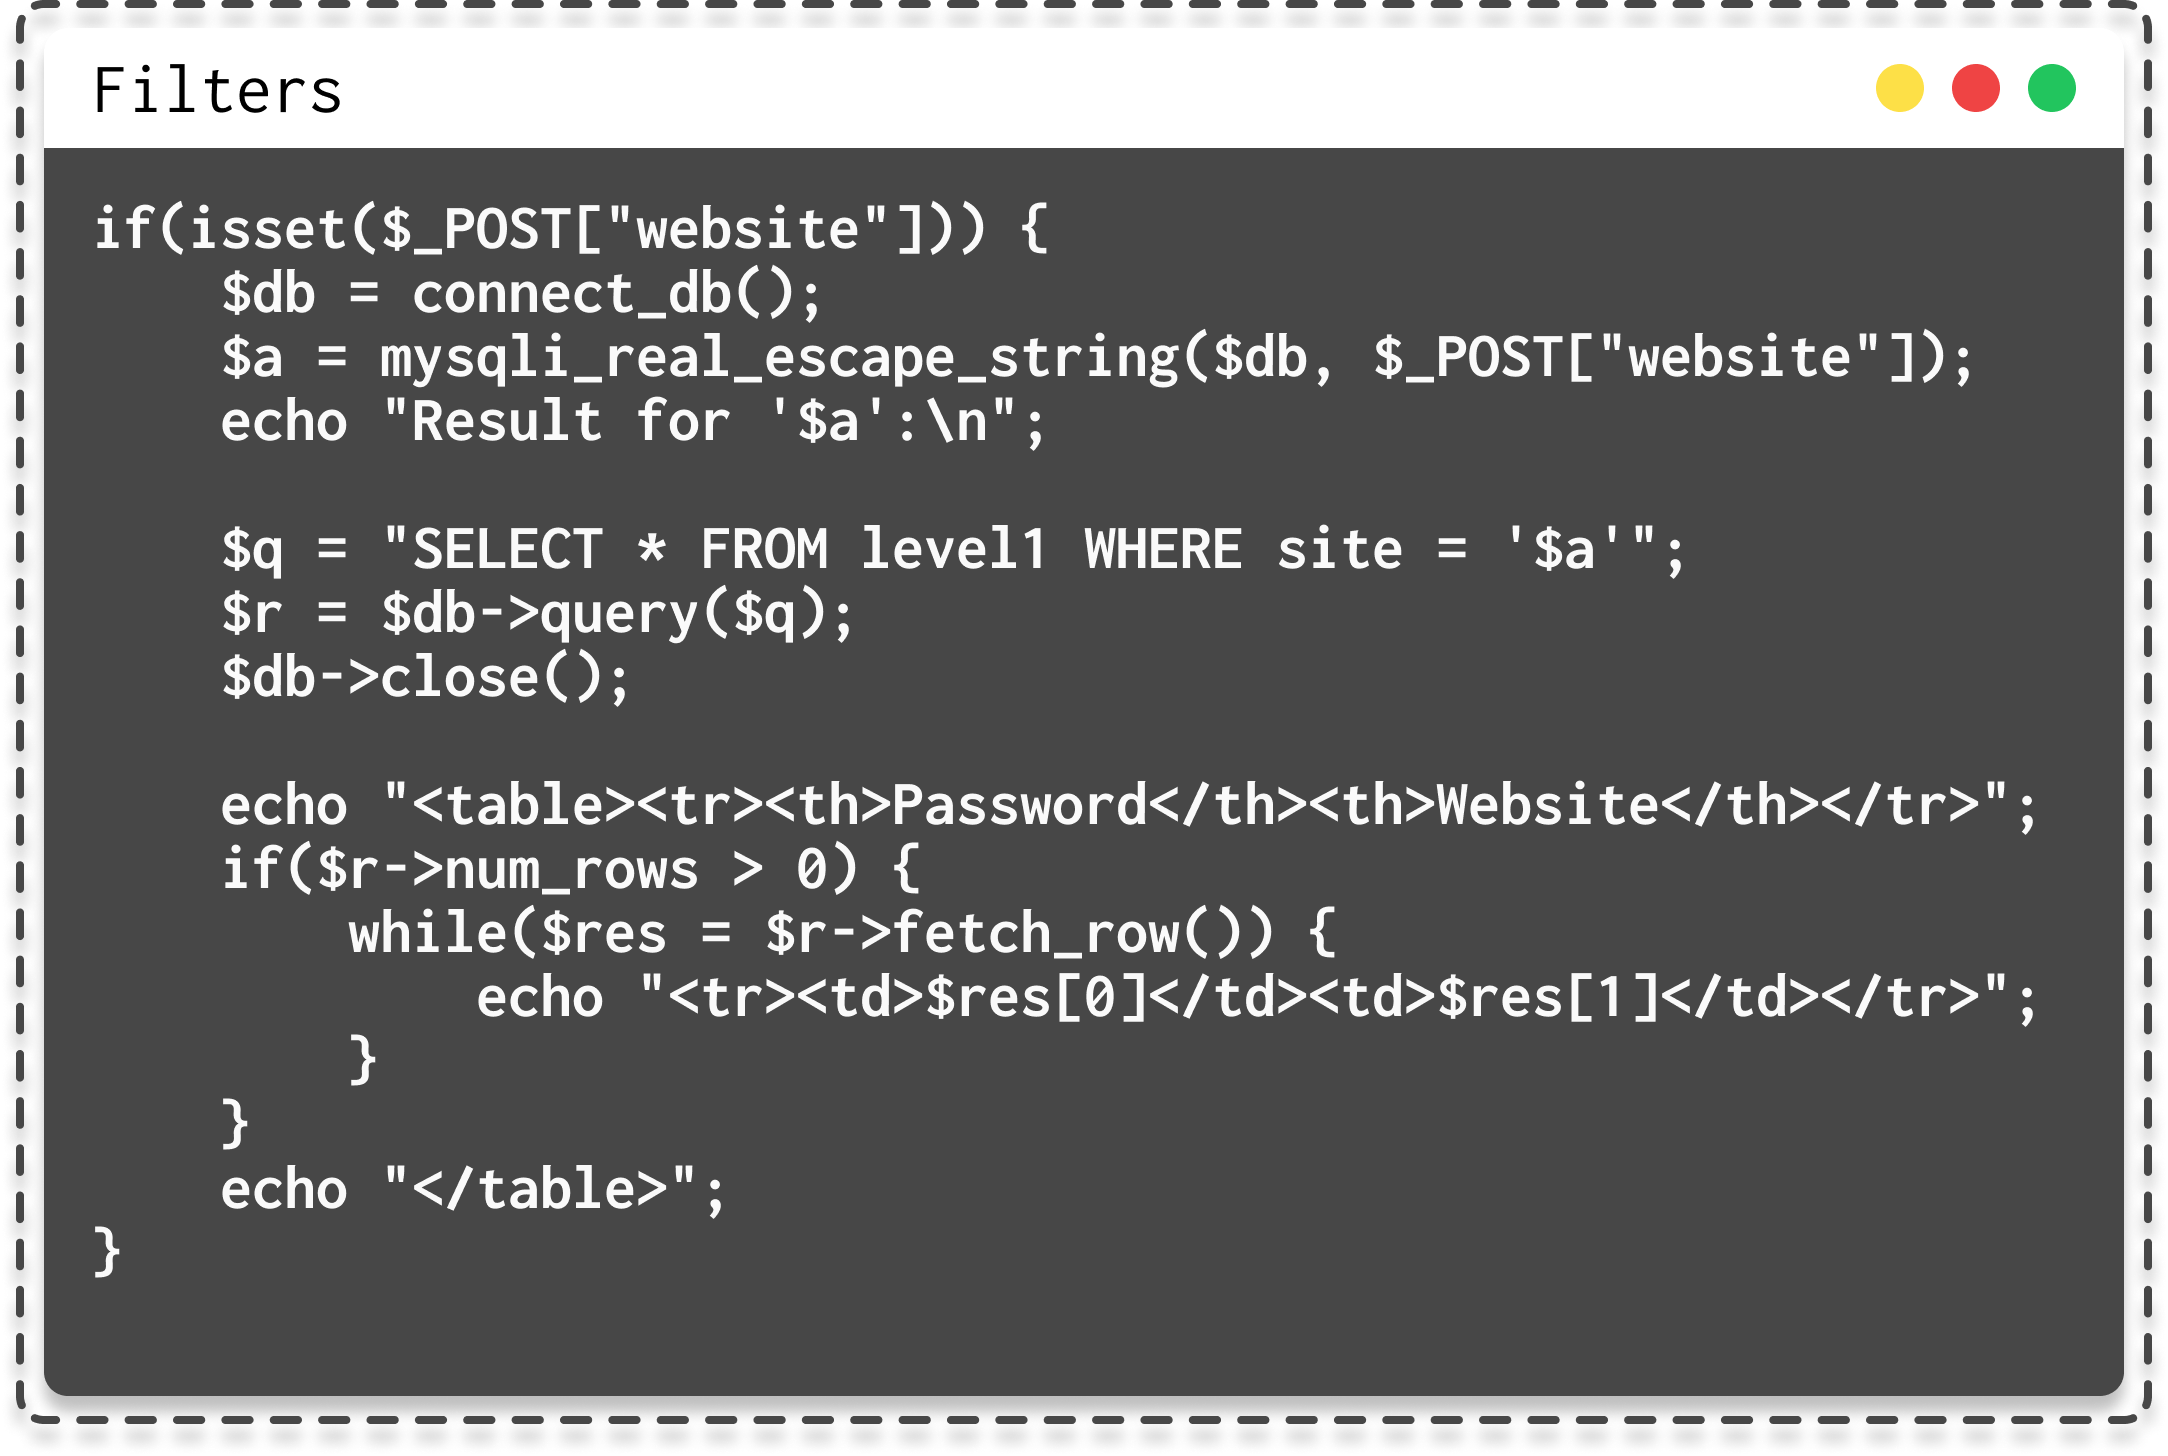 Filters
if(isset($_POST["website"])) {
    $db = connect_db();
    $a = mysqli_real_escape_string($db, $_POST["website"]);
    echo "Result for '$a':\n";

    $q = "SELECT * FROM level1 WHERE site = '$a'";
    $r = $db->query($q);
    $db->close();

    echo "<table><tr><th>Password</th><th>Website</th></tr>";
    if($r->num_rows > 0) {
        while($res = $r->fetch_row()) {
            echo "<tr><td>$res[0]</td><td>$res[1]</td></tr>";
        }
    }
    echo "</table>";
}